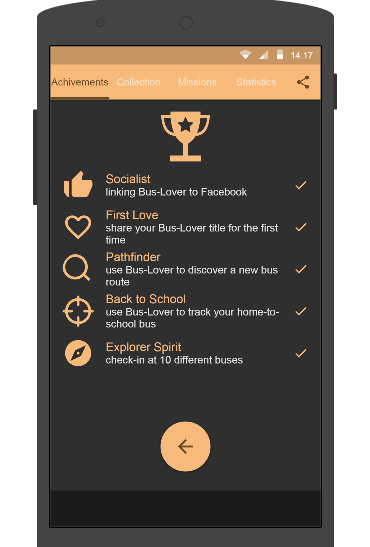 14:17
Achivements Collection Missions Statistics
Socialist
linking Bus-Lover to Facebook
First Love
share your Bus-Lover title for the first
time
Pathfinder
use Bus-Lover to discover a new bus
route
Back to School
use Bus-Lover to track your home-to-
school bus
Explorer Spirit
check-in at 10 different buses